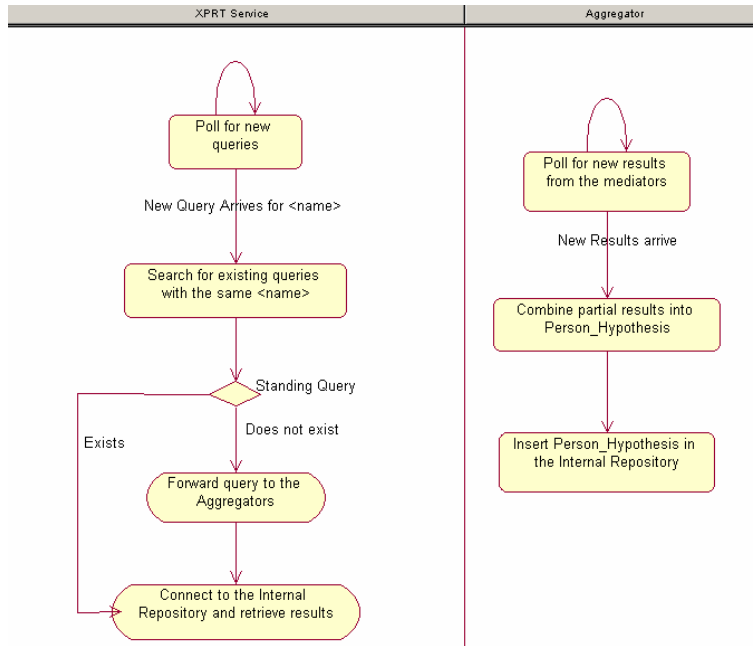 XPRT Service
Aggregator
Poll for new
queries
New Query Arrives for <name>
Search for existing queries
with the same <name>
Standing Query
Exists
Does not exist
Forward query to the
Aggregators
Connect to the Internal
Repository and retrieve results
Poll for new results
from the mediators
New Results arrive
Combine partial results into
Person_Hypothesis
Insert Person_Hypothesis in
the Internal Repository